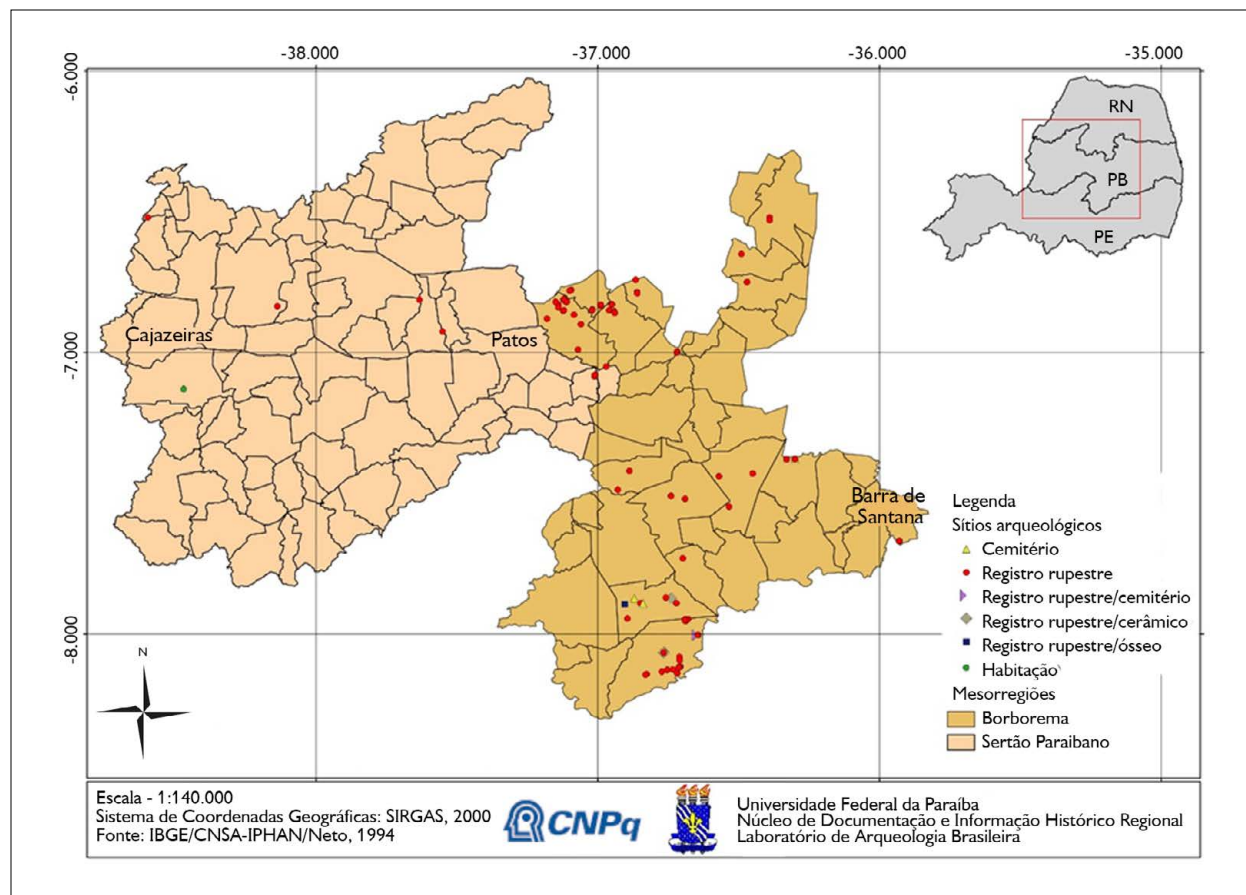 -38.000
-37.000
-36.000
-35.000
-6.000
-7.000
-8.000
RN
PB
PE
Cajazeiras
Patos
Barra de
Santana
Legenda
Sítios arqueológicos
Cemitério
Registro rupestre
Registro rupestre/cemitério
Registro rupestre/cerâmico
Registro rupestre/ósseo
Habitação
Mesorregiões
Borborema
Sertão Paraibano
N
Escala - 1:140.000
Sistema de Coordenadas Geográficas: SIRGAS, 2000
Fonte: IBGE/CNSA-IPHAN/Neto, 1994
CNPq
Universidade Federal da Paraíba
Núcleo de Documentação e Informação Histórico Regional
Laboratório de Arqueologia Brasileira